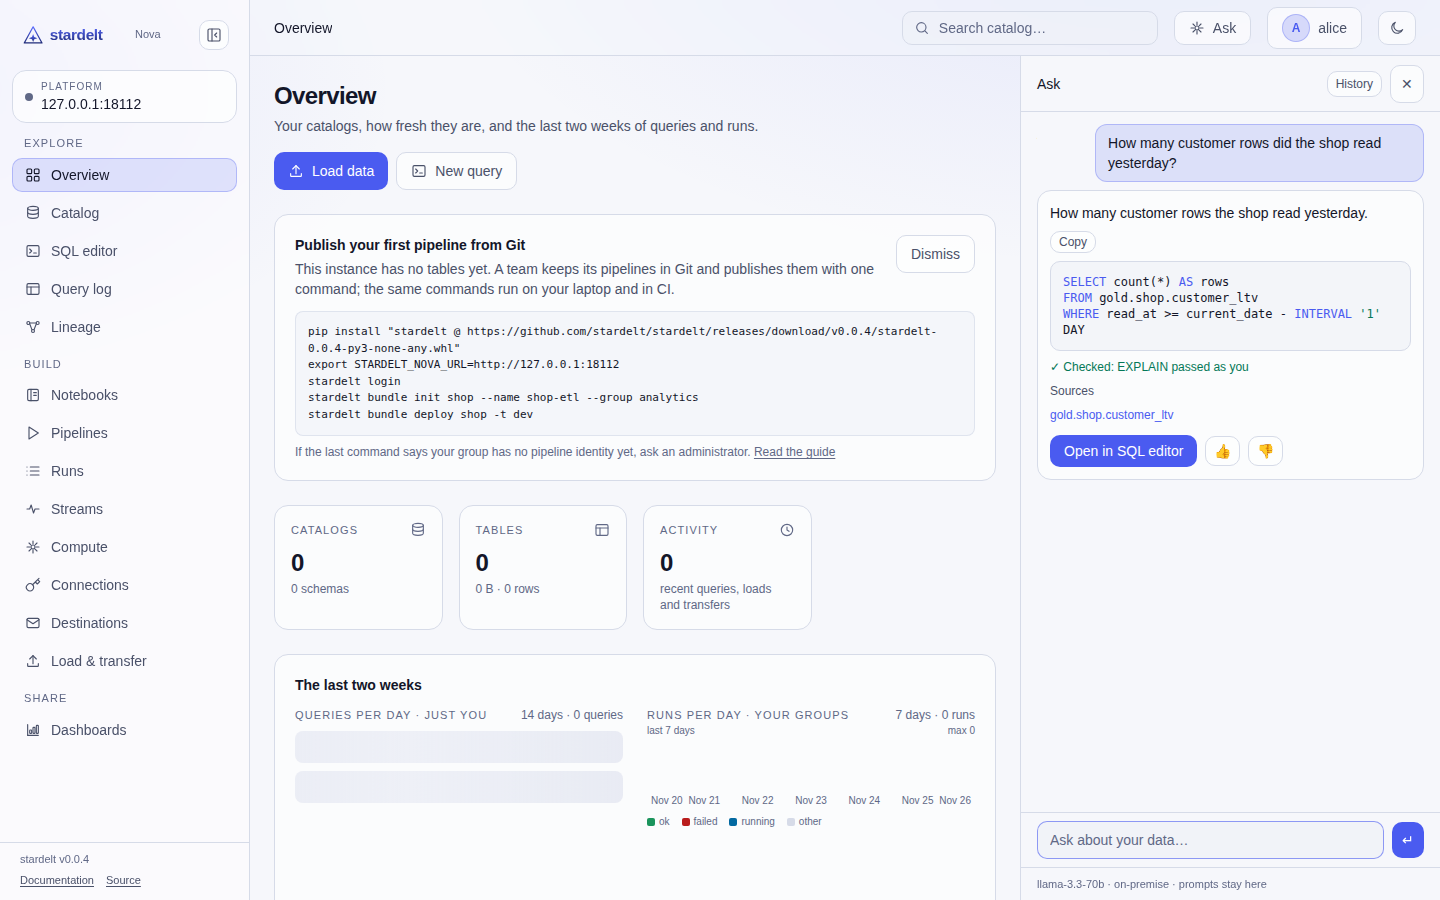 stardelt
Nova
PLATFORM
127.0.0.1:18112
EXPLORE
Overview
Catalog
SQL editor
Query log
Lineage
BUILD
Notebooks
Pipelines
Runs
Streams
Compute
Connections
Destinations
Load & transfer
SHARE
Dashboards
stardelt v0.0.4
Documentation Source
Overview
Search catalog…
Ask
A alice
Overview
Your catalogs, how fresh they are, and the last two weeks of queries and runs.
Load data
New query
Publish your first pipeline from Git
Dismiss
This instance has no tables yet. A team keeps its pipelines in Git and publishes them with one
command; the same commands run on your laptop and in CI.
pip install "stardelt @ https://github.com/stardelt/stardelt/releases/download/v0.0.4/stardelt-
0.0.4-py3-none-any.whl"
export STARDELT_NOVA_URL=http://127.0.0.1:18112
stardelt login
stardelt bundle init shop --name shop-etl --group analytics
stardelt bundle deploy shop -t dev
If the last command says your group has no pipeline identity yet, ask an administrator. Read the guide
CATALOGS
0
0 schemas
TABLES
0
0 B · 0 rows
ACTIVITY
0
recent queries, loads
and transfers
The last two weeks
QUERIES PER DAY · JUST YOU 14 days · 0 queries
RUNS PER DAY · YOUR GROUPS 7 days · 0 runs
last 7 days max 0
Nov 20 Nov 21 Nov 22 Nov 23 Nov 24 Nov 25 Nov 26
ok failed running other
Ask
History
✕
How many customer rows did the shop read
yesterday?
How many customer rows the shop read yesterday.
Copy
SELECT count(*) AS rows
FROM gold.shop.customer_ltv
WHERE read_at >= current_date - INTERVAL '1'
DAY
✓ Checked: EXPLAIN passed as you
Sources
gold.shop.customer_ltv
Open in SQL editor
Ask about your data…
llama-3.3-70b · on-premise · prompts stay here